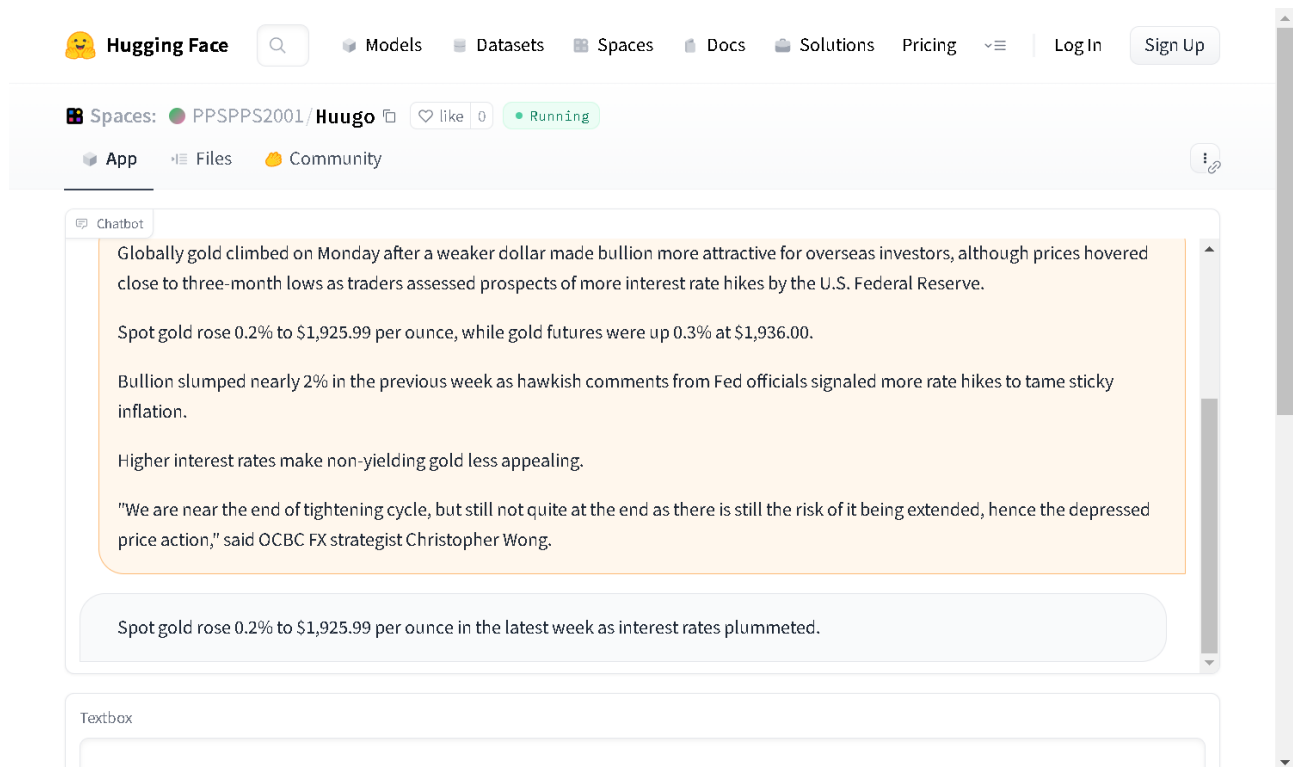 Hugging Face
Models
Datasets
Spaces
Docs
Solutions
Pricing
Log In
Sign Up
Spaces: PPSPPS2001/Huugo like 0 Running
App
Files
Community
Chatbot
Globally gold climbed on Monday after a weaker dollar made bullion more attractive for overseas investors, although prices hovered
close to three-month lows as traders assessed prospects of more interest rate hikes by the U.S. Federal Reserve.
Spot gold rose 0.2% to $1,925.99 per ounce, while gold futures were up 0.3% at $1,936.00.
Bullion slumped nearly 2% in the previous week as hawkish comments from Fed officials signaled more rate hikes to tame sticky
inflation.
Higher interest rates make non-yielding gold less appealing.
"We are near the end of tightening cycle, but still not quite at the end as there is still the risk of it being extended, hence the depressed
price action," said OCBC FX strategist Christopher Wong.
Spot gold rose 0.2% to $1,925.99 per ounce in the latest week as interest rates plummeted.
Textbox